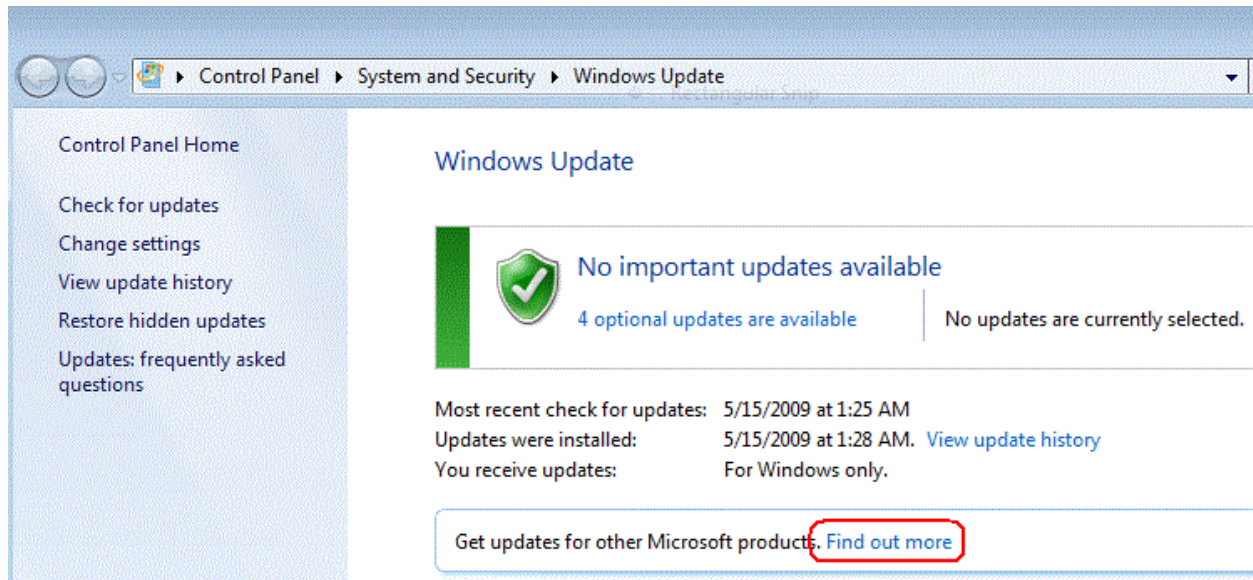 Control Panel ▸ System and Security ▸ Windows Update
Rectangular Snip
Control Panel Home
Check for updates
Change settings
View update history
Restore hidden updates
Updates: frequently asked
questions
Windows Update
No important updates available
4 optional updates are available
No updates are currently selected.
Most recent check for updates: 5/15/2009 at 1:25 AM
Updates were installed: 5/15/2009 at 1:28 AM. View update history
You receive updates: For Windows only.
Get updates for other Microsoft products. Find out more